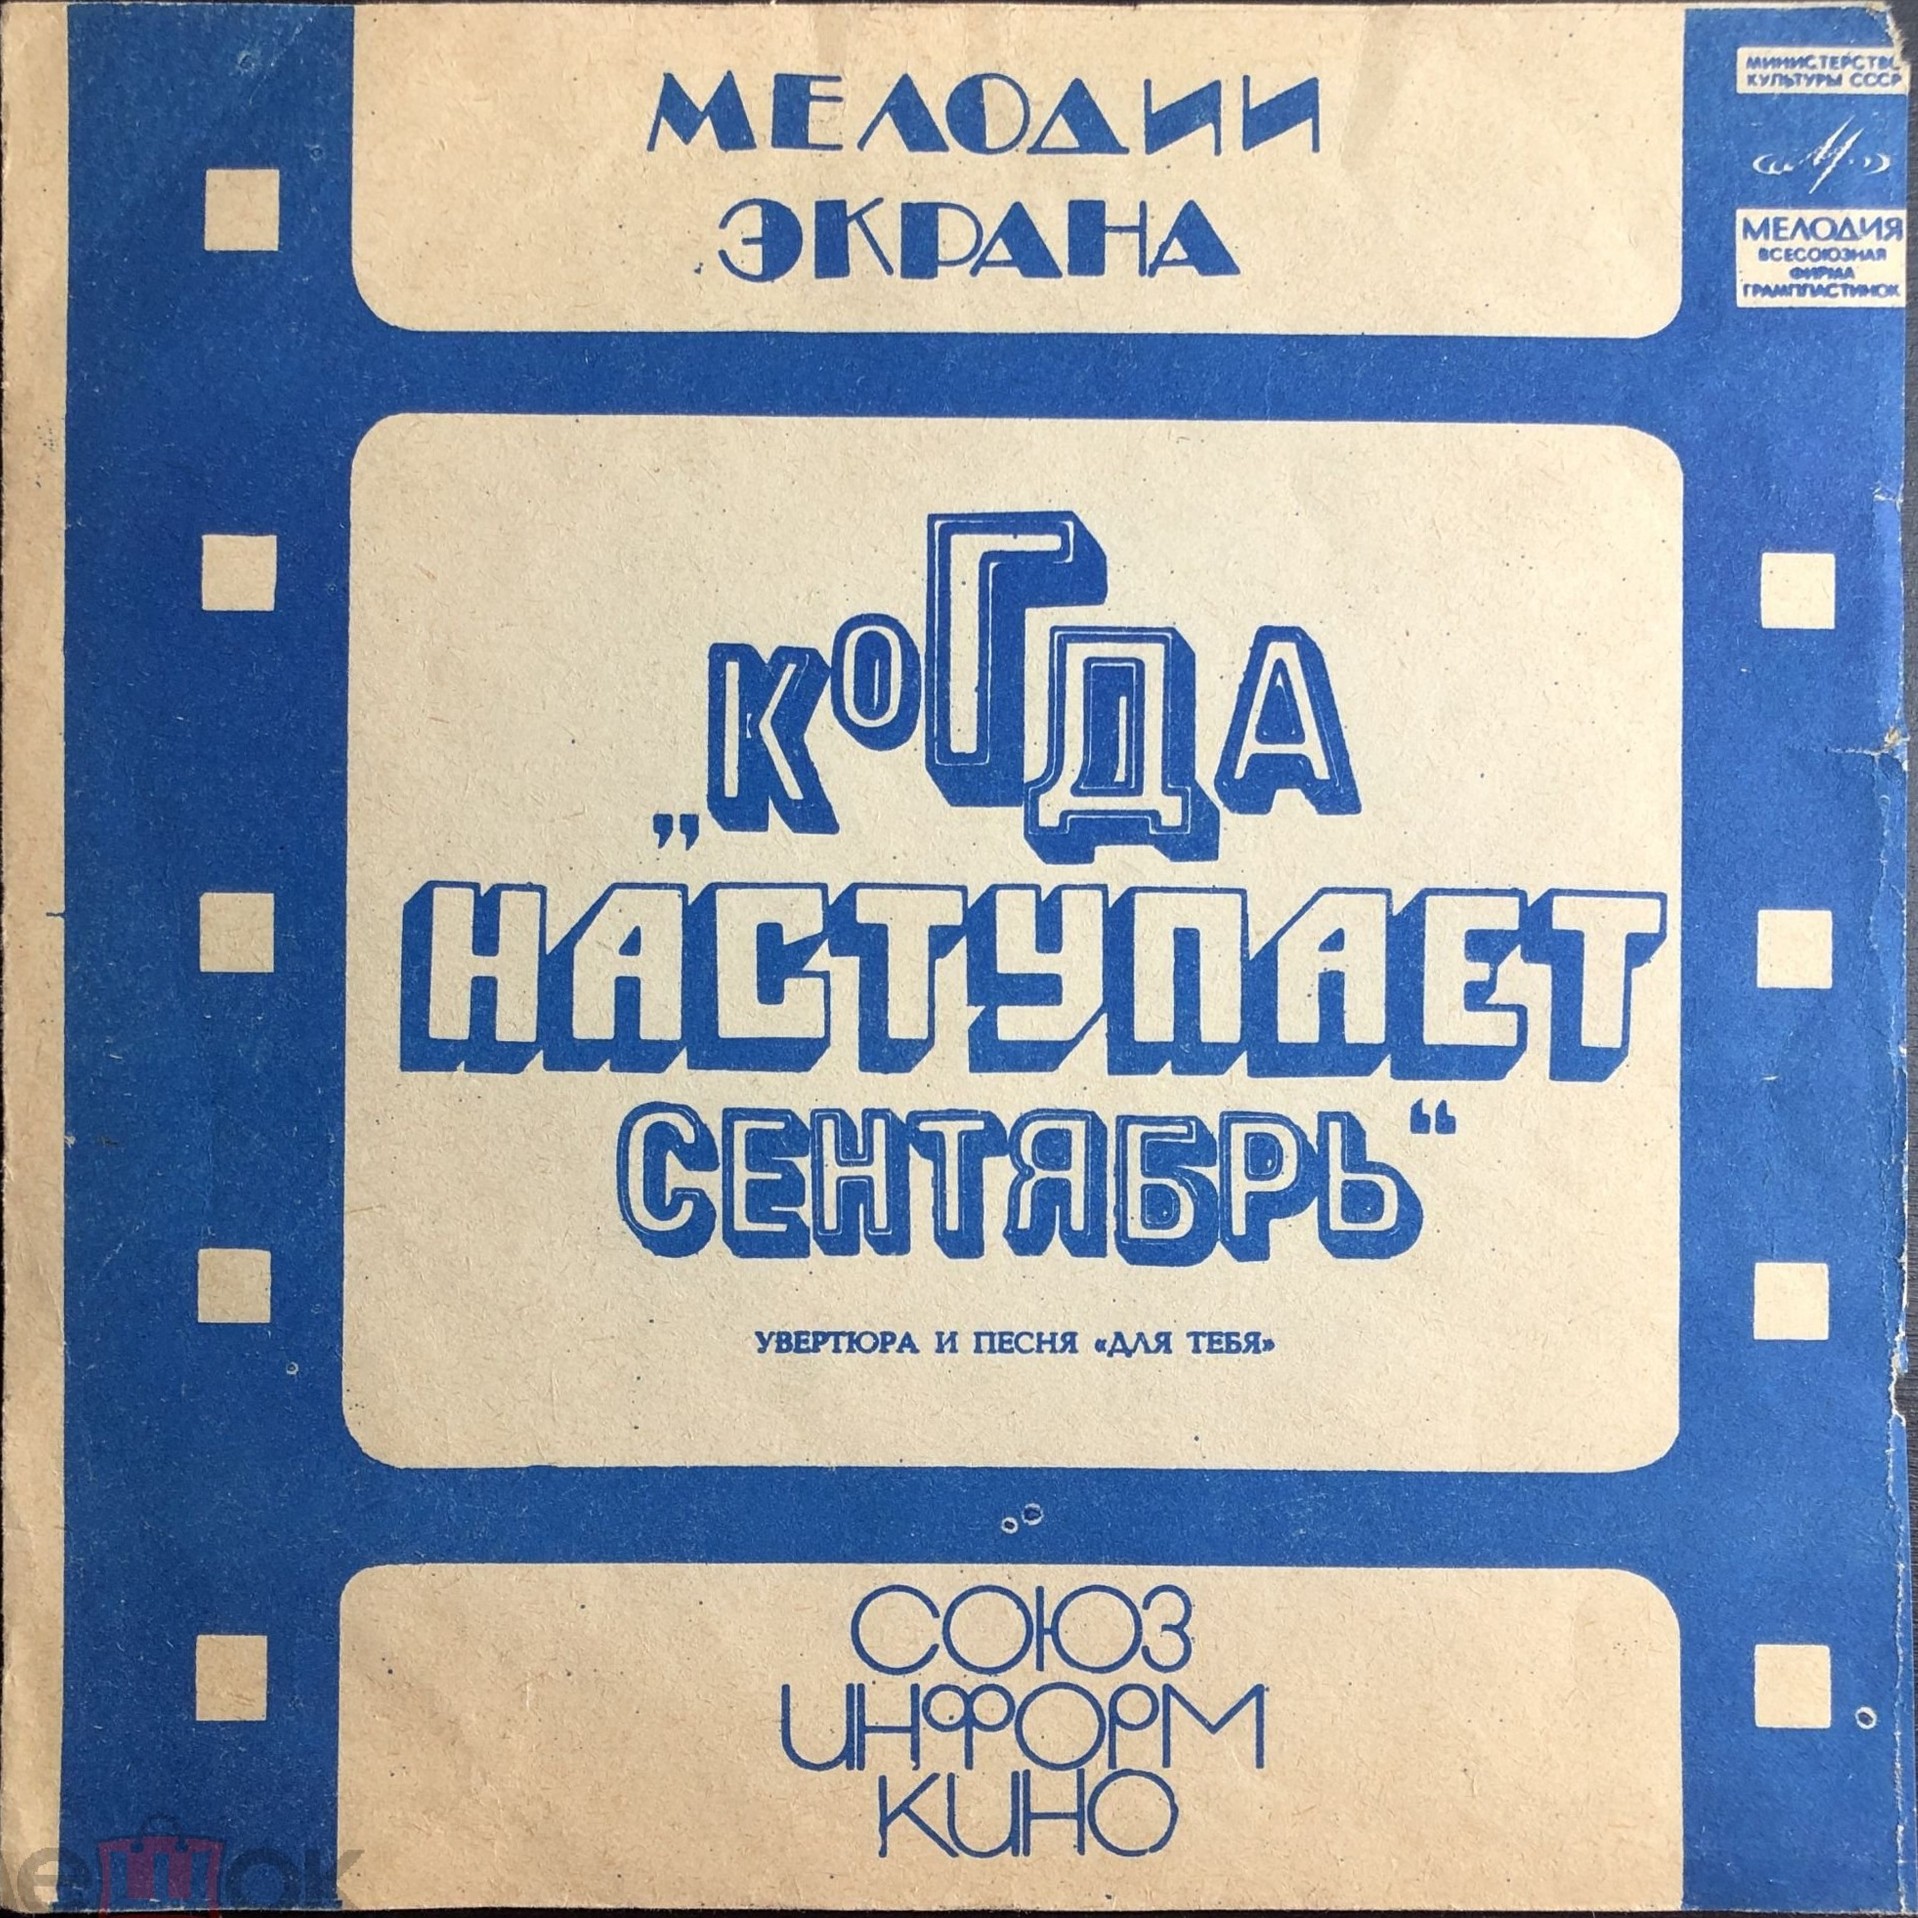 МЕЛОДИИ
ЭКРАНА
МИНИСТЕРСТВО
КУЛЬТУРЫ СССР
МЕЛОДИЯ
ВСЕСОЮЗНАЯ
ФИРМА
ГРАМПЛАСТИНОК
„КОГДА
НАСТУПАЕТ
СЕНТЯБРЬ“
УВЕРТЮРА И ПЕСНЯ «ДЛЯ ТЕБЯ»
СОЮЗ
ИНФОРМ
КИНО